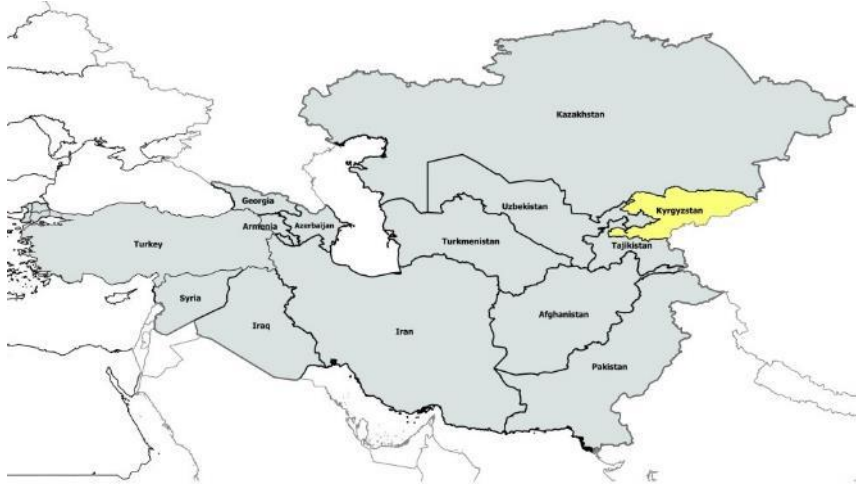 Kazakhstan
Georgia
Uzbekistan
Kyrgyzstan
Armenia
Azerbaijan
Turkey
Turkmenistan
Tajikistan
Syria
Iraq
Iran
Afghanistan
Pakistan